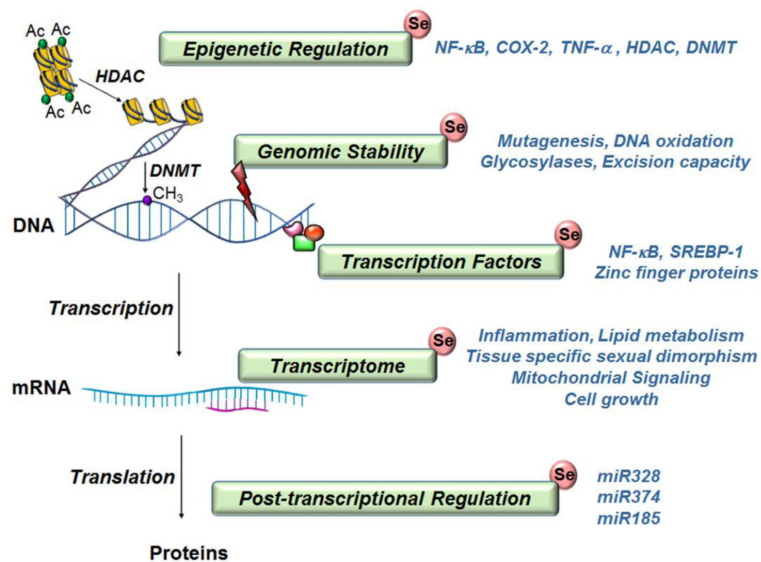 Ac
Ac
Se
Epigenetic Regulation
NF-κB, COX-2, TNF-α, HDAC, DNMT
HDAC
Ac
Ac
Se
Genomic Stability
Mutagenesis, DNA oxidation
Glycosylases, Excision capacity
DNMT
CH3
DNA
Se
Transcription Factors
NF-κB, SREBP-1
Zinc finger proteins
Transcription
Se
Transcriptome
Inflammation, Lipid metabolism
Tissue specific sexual dimorphism
Mitochondrial Signaling
Cell growth
mRNA
Translation
Se
Post-transcriptional Regulation
miR328
miR374
miR185
Proteins